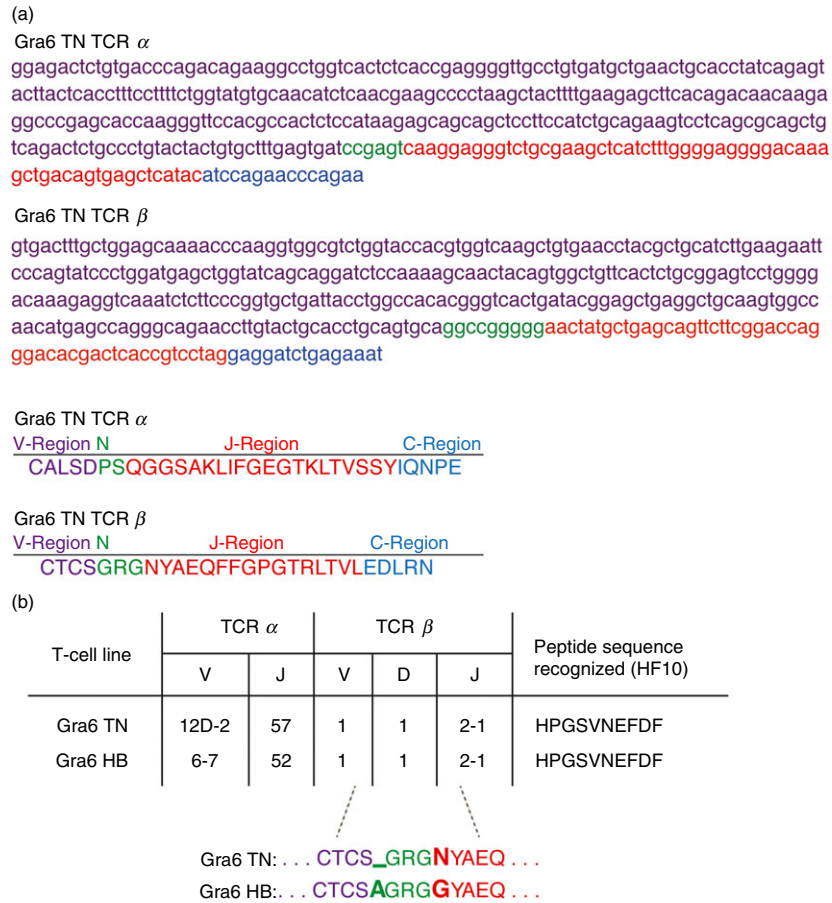 (a)
Gra6 TN TCR α
ggagactctgtgacccagacagaaggcctggtcactctcaccgaggggttgcctgtgatgctgaactgcacctatcagagt
acttactcacctttccttttctggtatgtgcaacatctcaacgaagcccctaagctacttttgaagagcttcacagacaacaaga
ggcccgagcaccaagggttccacgccactctccataagagcagcagctccttccatctgcagaagtcctcagcgcagctg
tcagactctgccctgtactactgtgctttgagtgatccgagtcaaggagggtctgcgaagctcatctttggggaggggacaaa
gctgacagtgagctcatacatccagaacccagaa
Gra6 TN TCR β
gtgactttgctggagcaaaacccaaggtggcgtctggtaccacgtggtcaagctgtgaacctacgctgcatcttgaagaatt
cccagtatccctggatgagctggtatcagcaggatctccaaaagcaactacagtggctgttcactctgcggagtcctgggg
acaaagaggtcaaatctcttcccggtgctgattacctggccacacgggtcactgatacggagctgaggctgcaagtggcc
aacatgagccagggcagaaccttgtactgcacctgcagtgcaggccgggggaactatgctgagcagttcttcggaccag
ggacacgactcaccgtcctaggaggatctgagaaat
Gra6 TN TCR α
V-Region N J-Region C-Region
CALSDPSQGGSAKLIFGEGTKLTVSSYIQNPE
Gra6 TN TCR β
V-Region N J-Region C-Region
CTCSGRGNYAEQFFGPGTRLTVLEDLRN
(b)
T-cell line TCR α TCR β Peptide sequence recognized (HF10)
V J V D J
Gra6 TN 12D-2 57 1 1 2-1 HPGSVNEFDF
Gra6 HB 6-7 52 1 1 2-1 HPGSVNEFDF
Gra6 TN: . . . CTCS_GRGNYAEQ . . .
Gra6 HB:. . . CTCSAGRGGYAEQ . . .